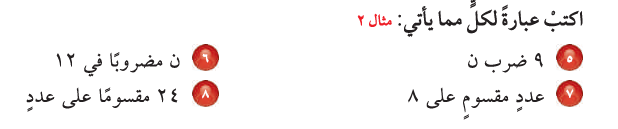 اكتبْ عبارةً لكلٍّ مما يأتي: مثال ٢
٥ ٩ ضرب ن
٦ ن مضروبًا في ١٢
٧ عددٍ مقسومٍ على ٨
٨ ٢٤ مقسومًا على عددٍ